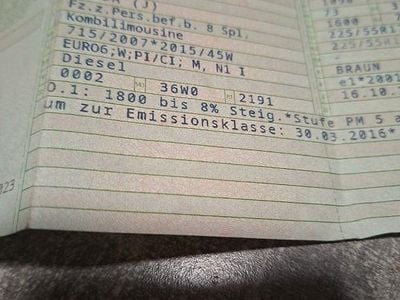 (J)
Fz.z.Pers.bef.b. 8 Spl.
Kombilimousine
715/2007*2015/45W
EURO6;W;PI/CI; M, N1 I
Diesel
0002 36W0 2191
O.1: 1800 bis 8% Steig.*Stufe PM 5 a
um zur Emissionsklasse: 30.03.2016*
1600
225/55R1
225/55R
BRAUN
e1*2001
16.10.
023